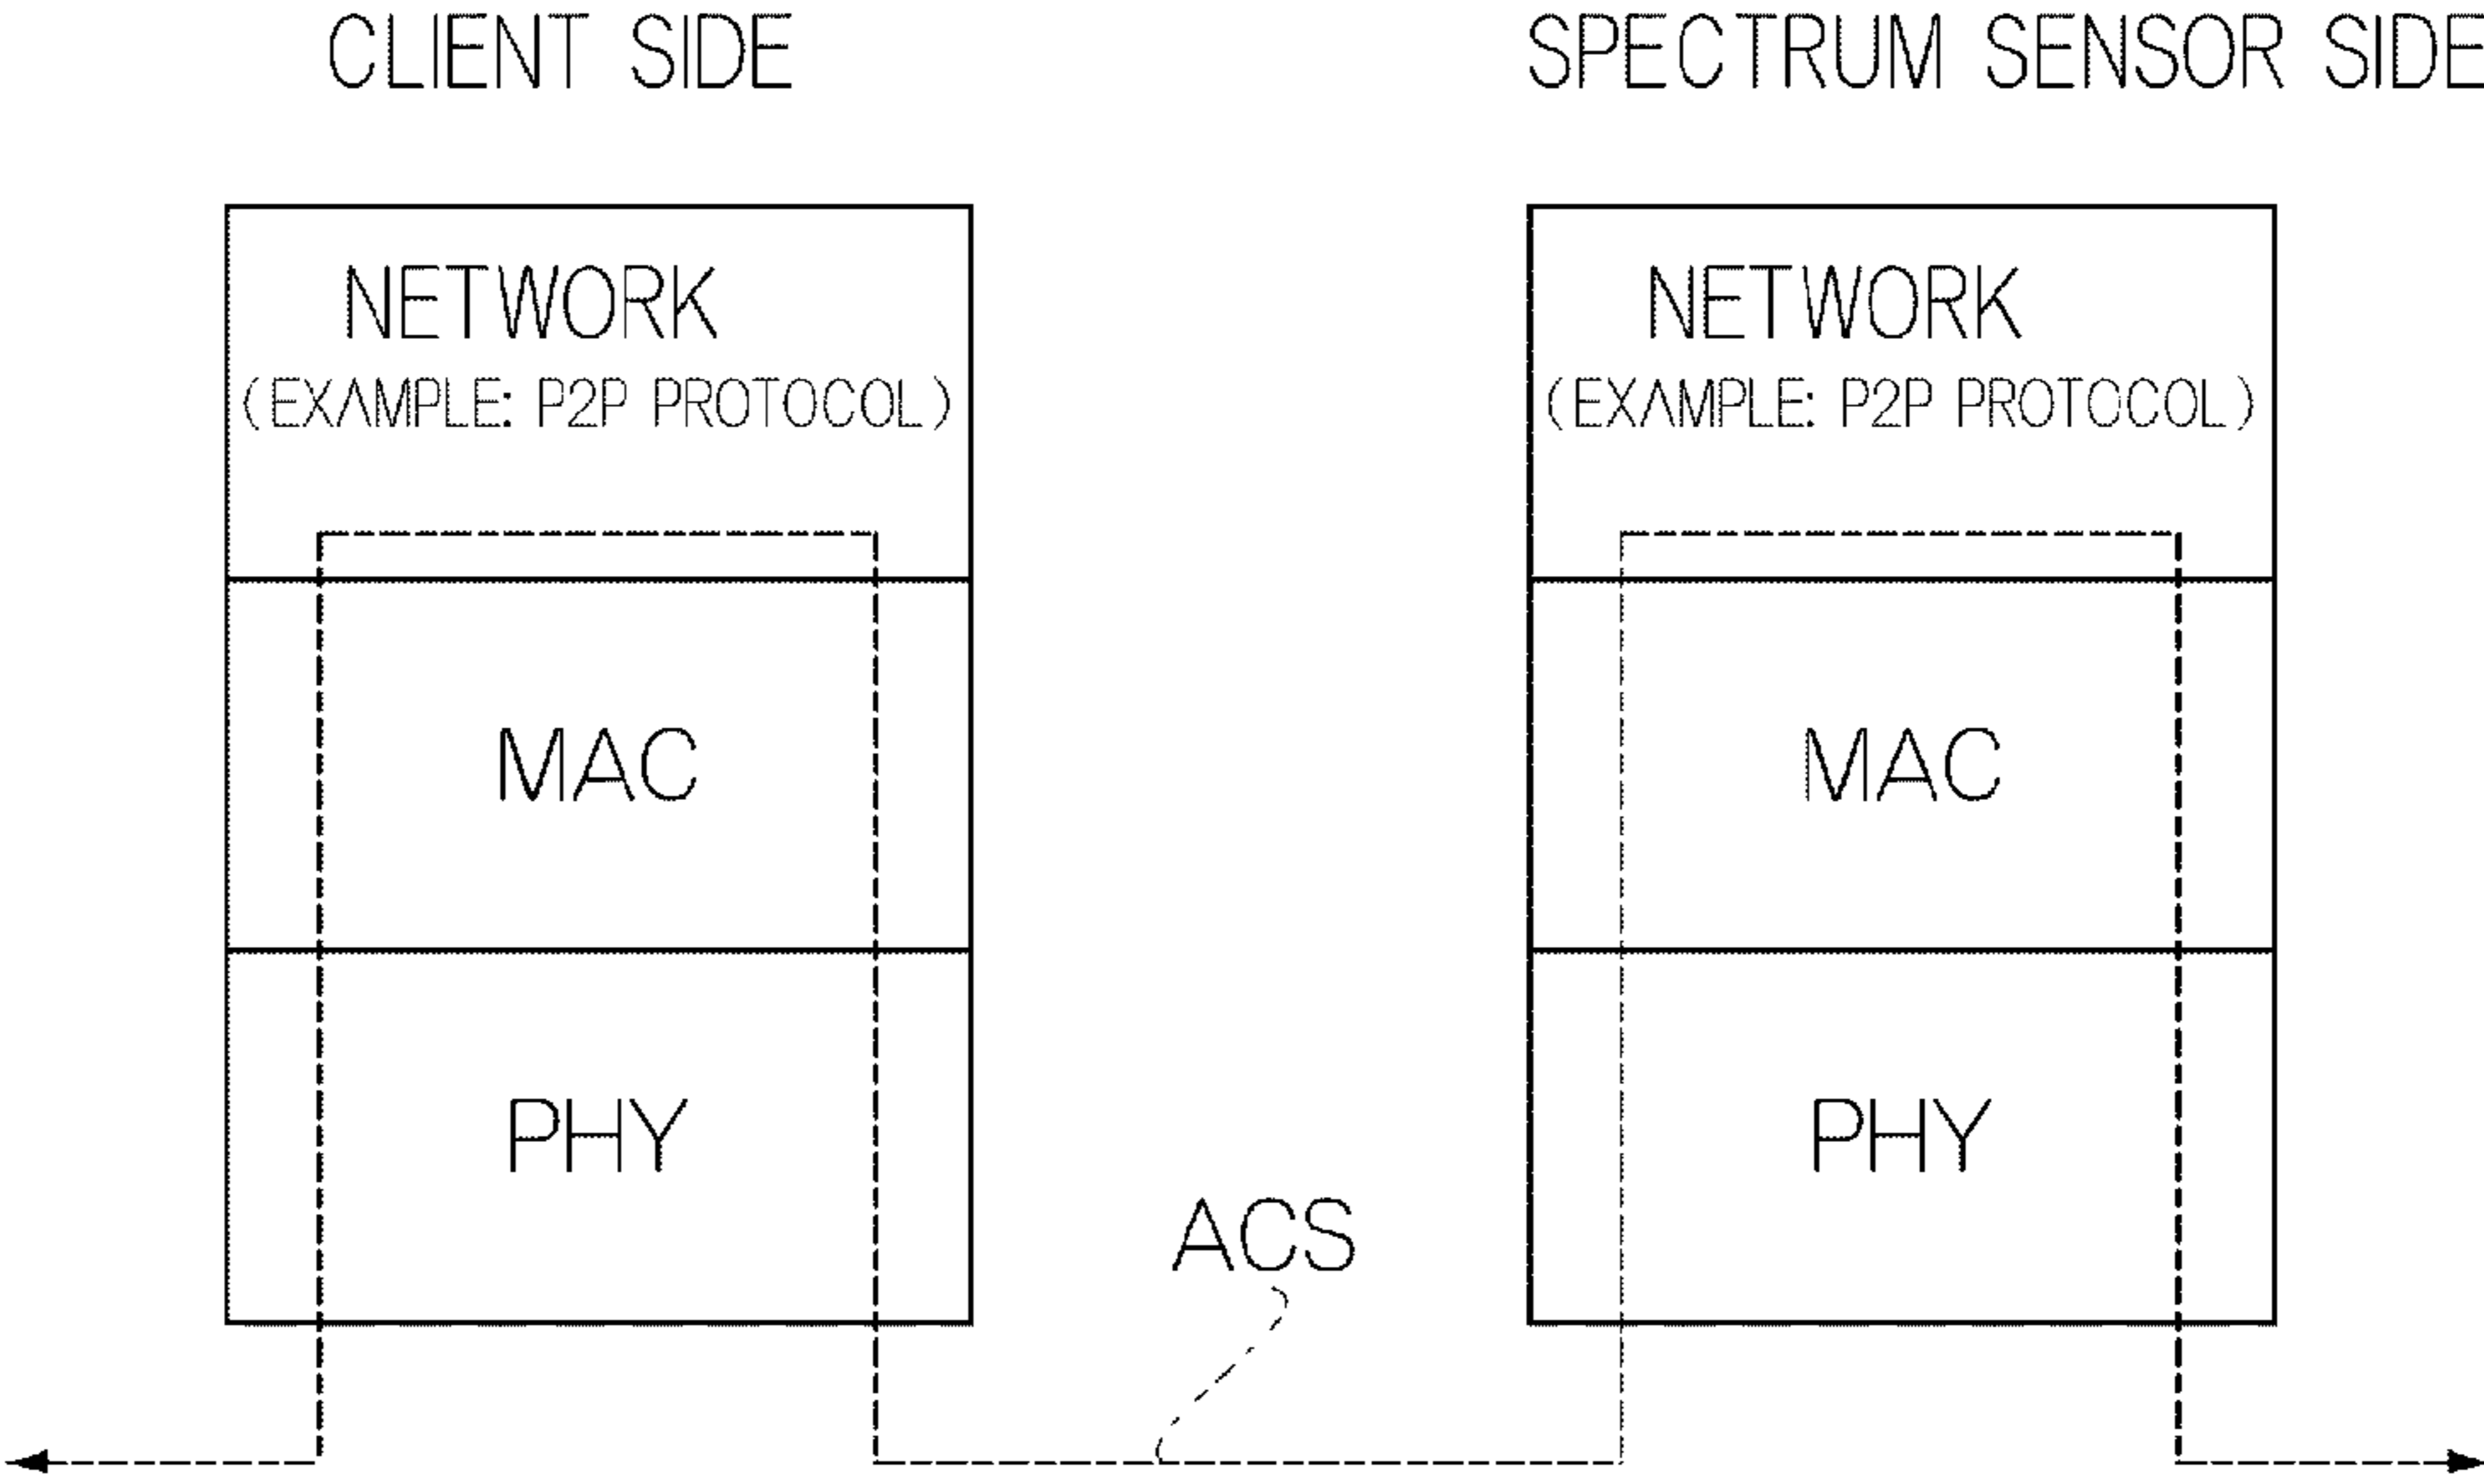 CLIENT SIDE
SPECTRUM SENSOR SIDE
NETWORK
(EXAMPLE: P2P PROTOCOL)
MAC
PHY
NETWORK
(EXAMPLE: P2P PROTOCOL)
MAC
PHY
ACS